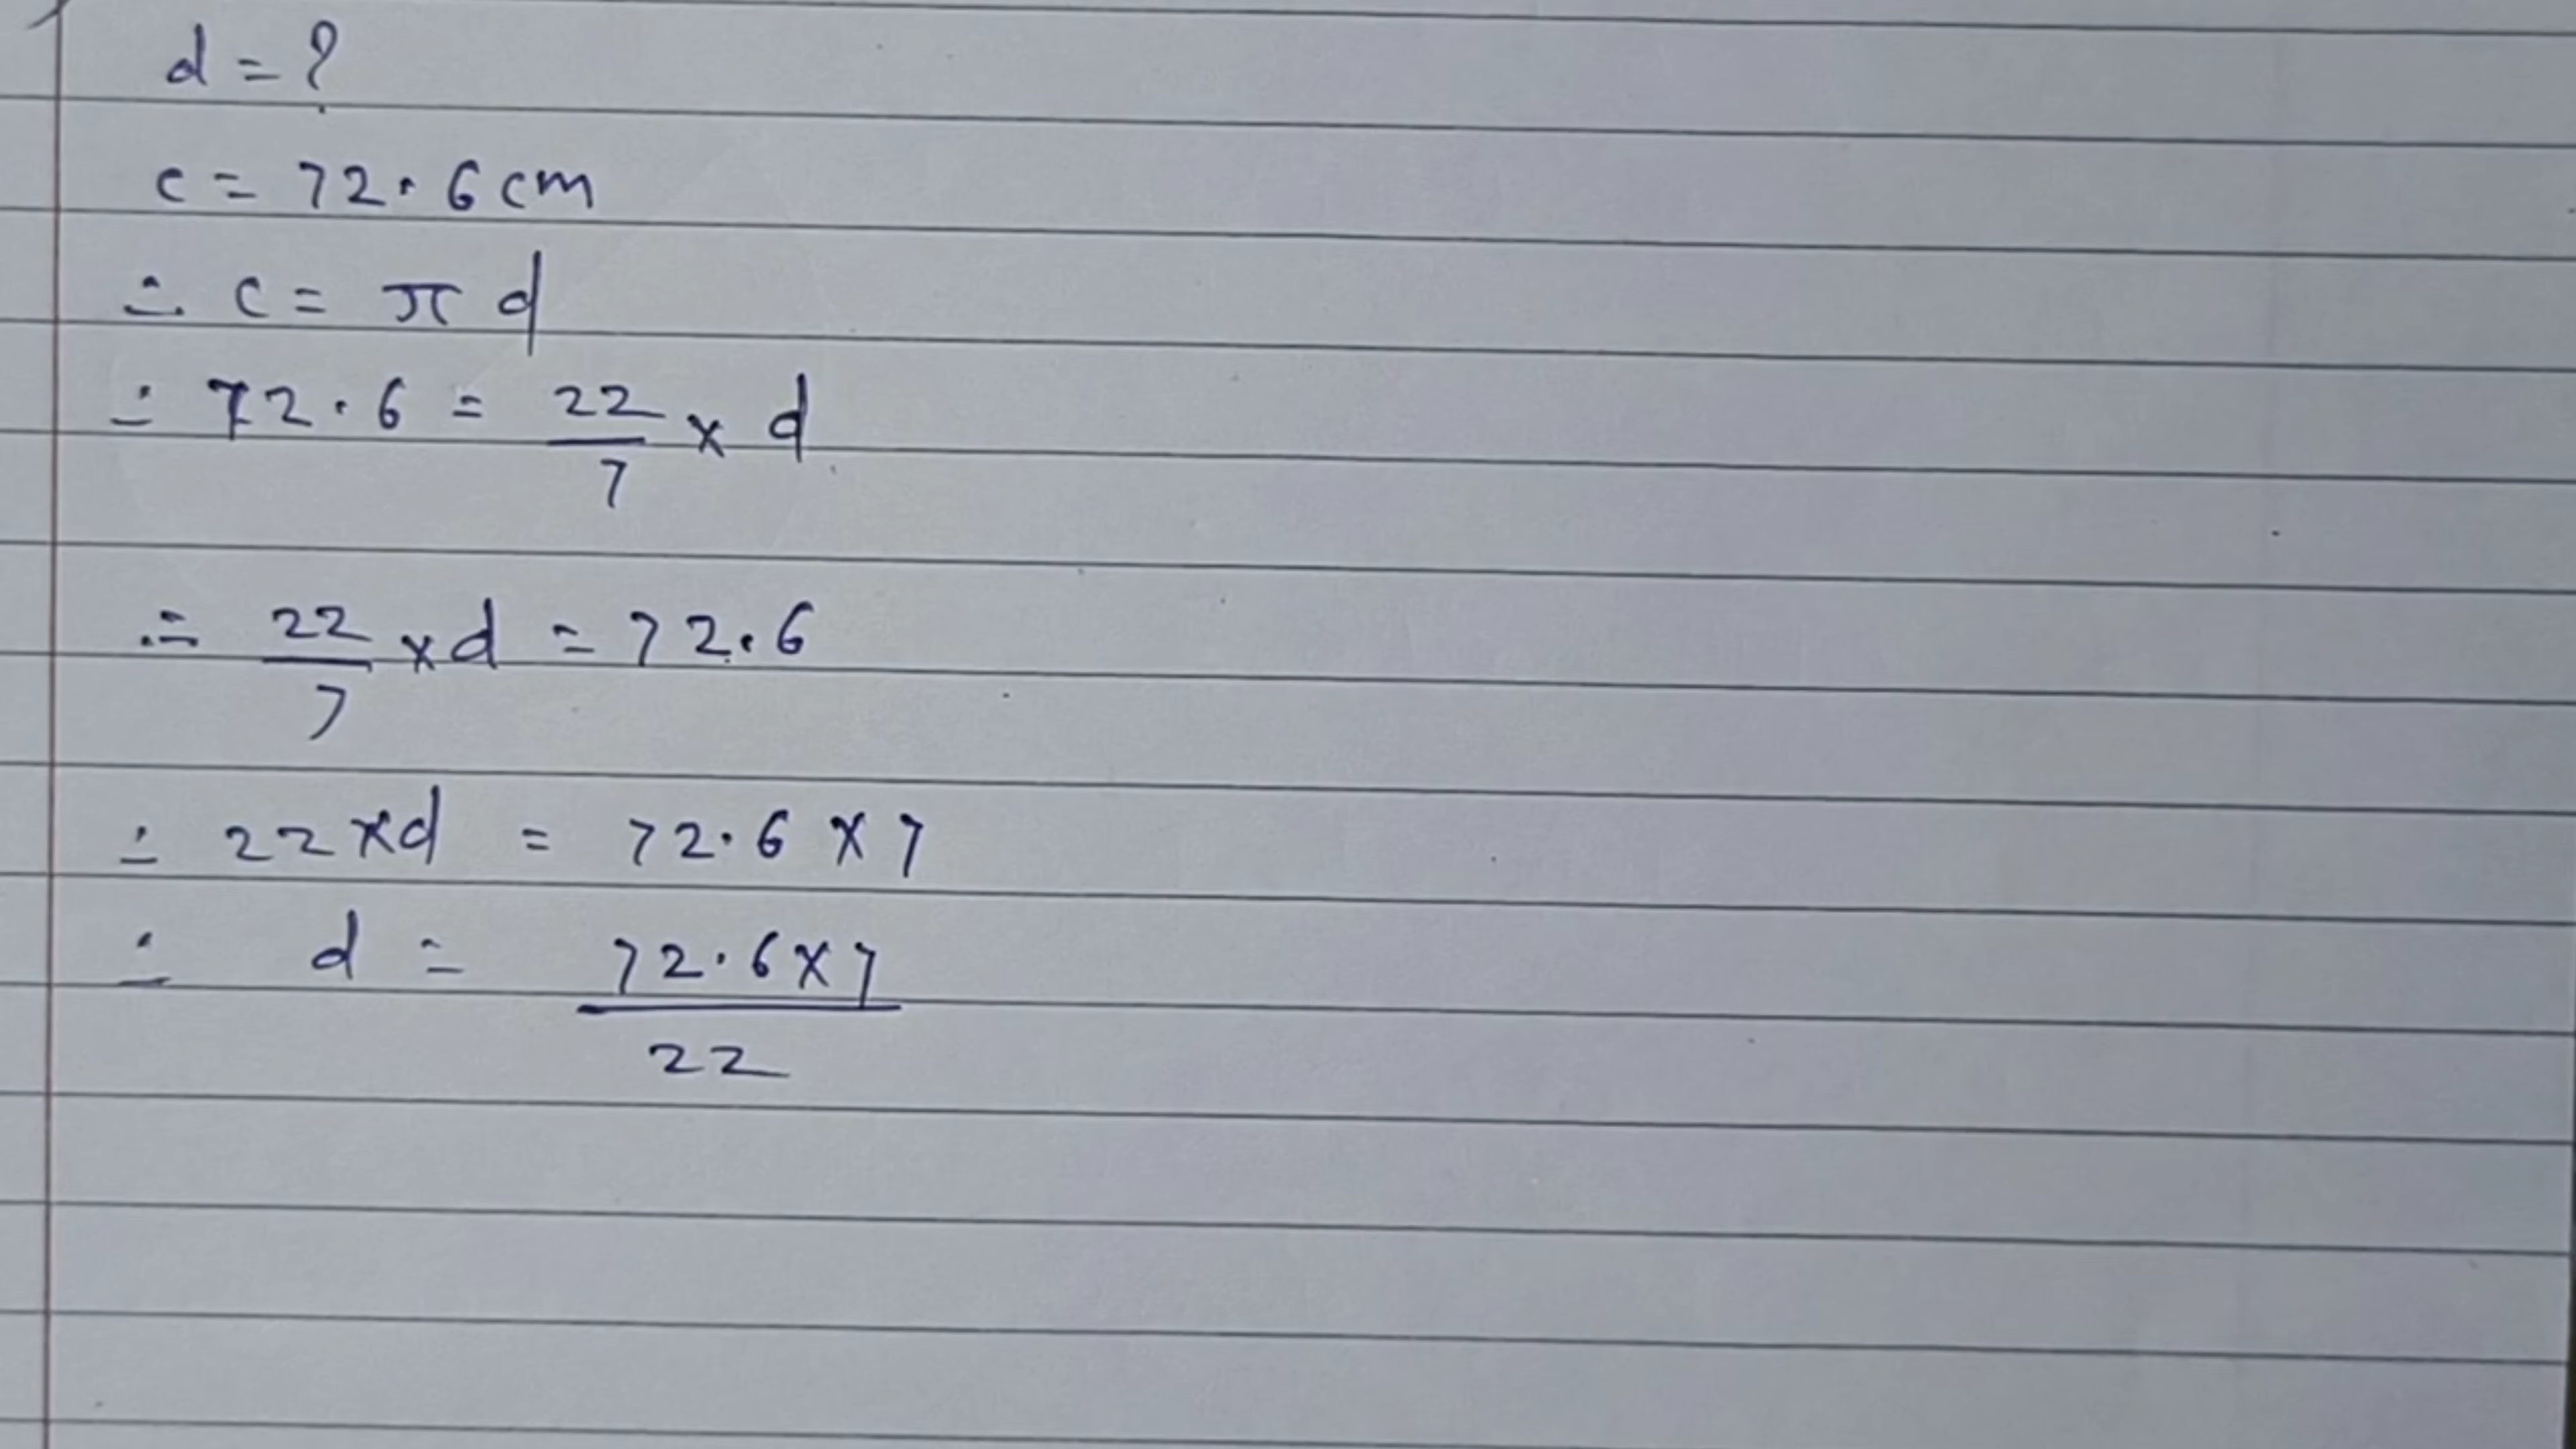 d = ?
c = 72.6 cm
∴ c = π d
∴ 72.6 = 22/7 × d
∴ 22/7 × d = 72.6
∴ 22 × d = 72.6 × 7
∴ d = 72.6 × 7 / 22